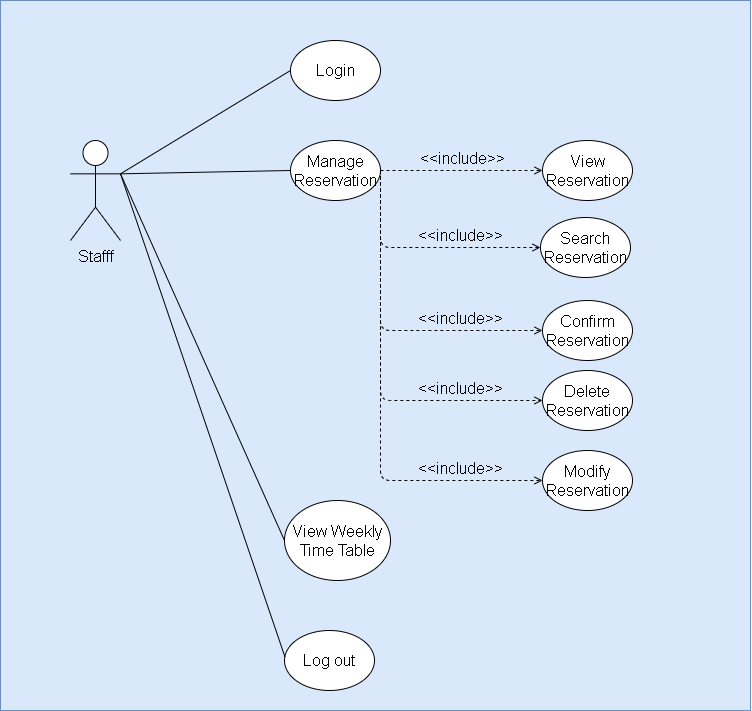 Login
Manage
Reservation
<<include>>
View
Reservation
Stafff
<<include>>
Search
Reservation
<<include>>
Confirm
Reservation
<<include>>
Delete
Reservation
<<include>>
Modify
Reservation
View Weekly
Time Table
Log out